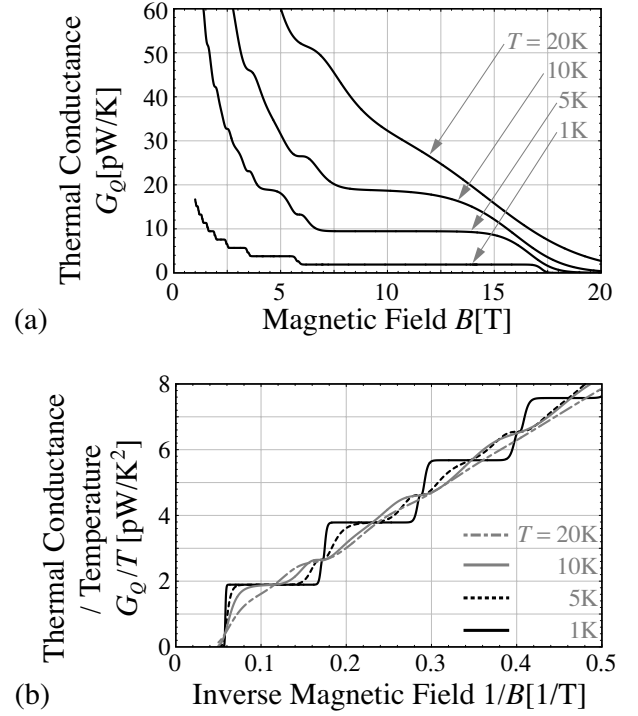 60
50
40
30
20
10
0
Thermal Conductance
G_Q[pW/K]
T = 20K
10K
5K
1K
0 5 10 15 20
(a) Magnetic Field B[T]
8
6
4
2
0
Thermal Conductance
/ Temperature
G_Q/T [pW/K²]
T = 20K
10K
5K
1K
0 0.1 0.2 0.3 0.4 0.5
(b) Inverse Magnetic Field 1/B[1/T]